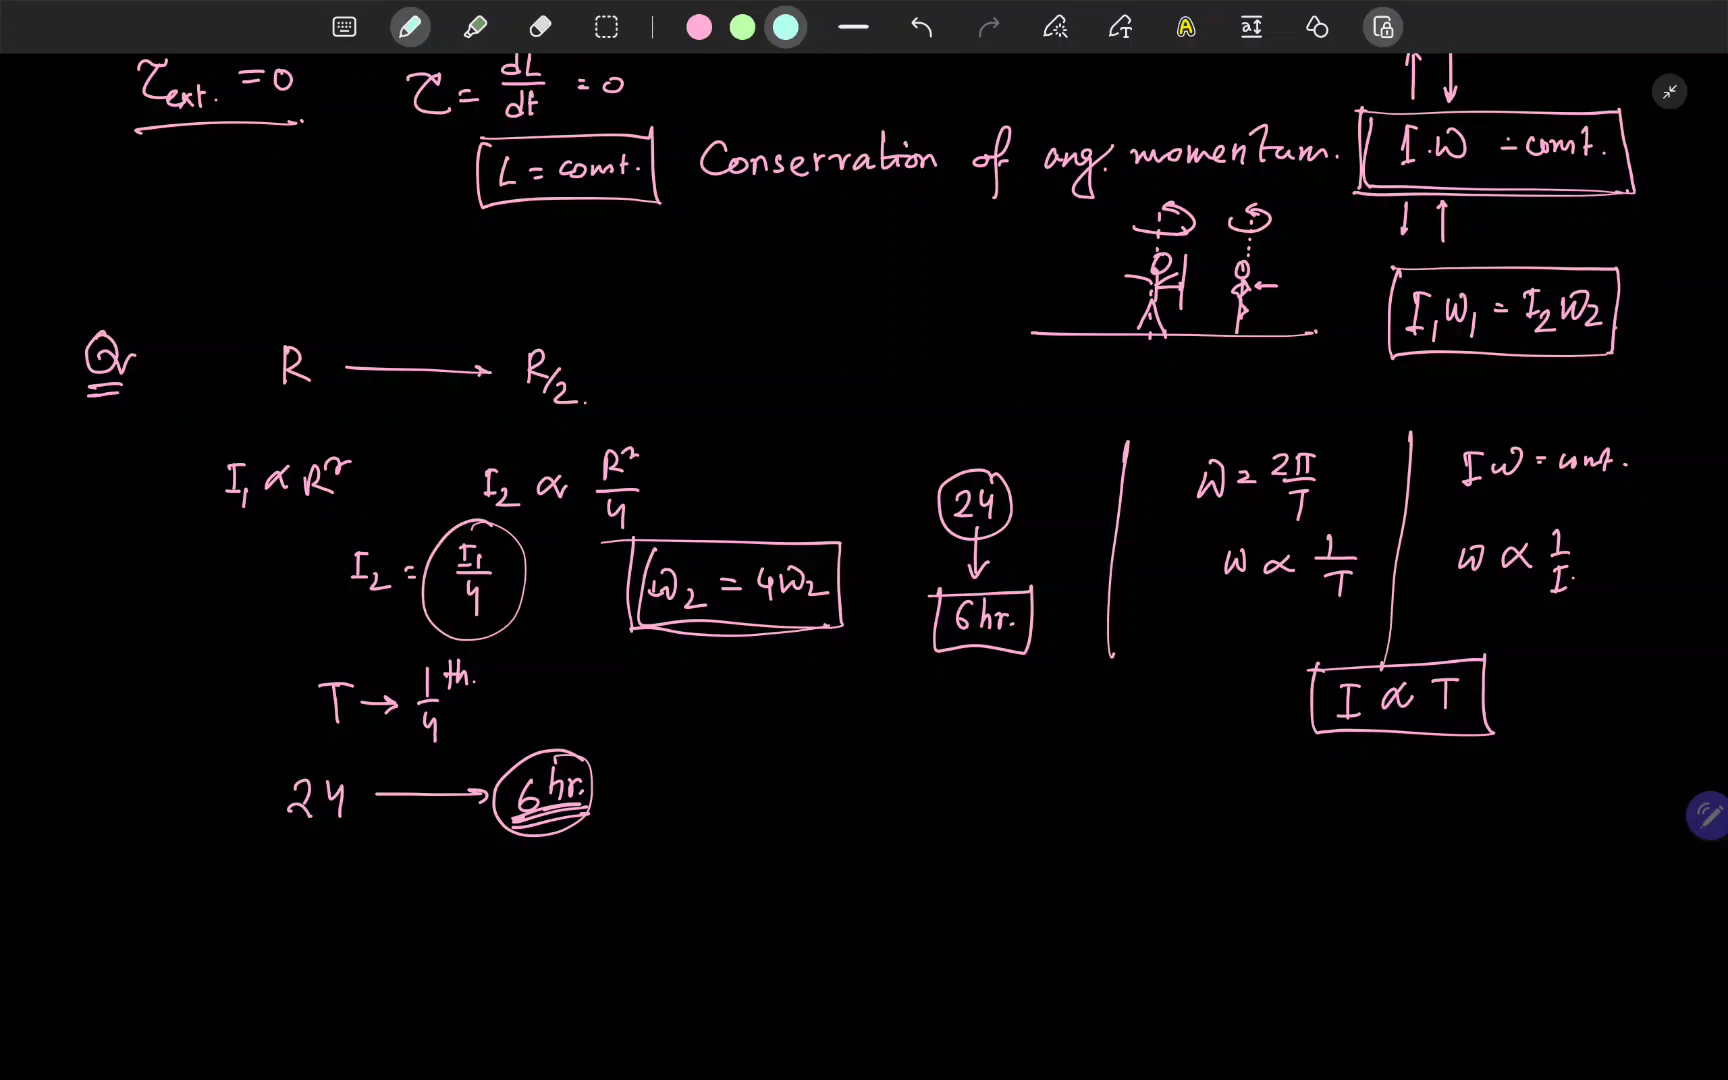 τext. = 0
τ = dL/dt = 0
L = const.
Conservation of ang. momentum.
I.ω = const.
I₁ω₁ = I₂ω₂
Q
R → R/2.
I₁ ∝ R²
I₂ ∝ R²/4
I₂ = I₁/4
ω₂ = 4ω₂
T → 1/4 th.
24 → 6 hr.
24
↓
6 hr.
ω = 2π/T
ω ∝ 1/T
Iω = const.
ω ∝ 1/I.
I ∝ T